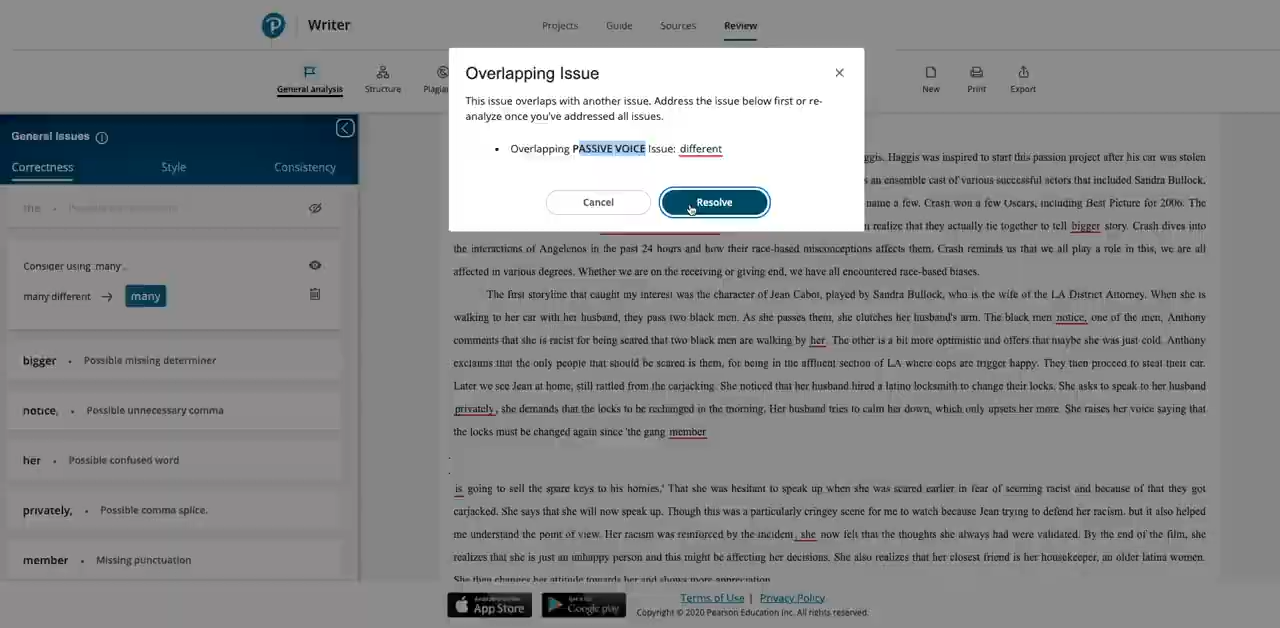 Writer
Projects
Guide
Sources
Review
General analysis
Structure
New
Print
Export
Overlapping Issue
This issue overlaps with another issue. Address the issue below first or re-
analyze once you've addressed all issues.
• Overlapping PASSIVE VOICE Issue: different
Cancel
Resolve
General Issues
Correctness
Style
Consistency
the •
Consider using many
many different → many
bigger • Possible missing determiner
notice, • Possible unnecessary comma
her • Possible confused word
privately, • Possible comma splice.
member • Missing punctuation
ggis. Haggis was inspired to start this passion project after his car was stolen
s an ensemble cast of various successful actors that included Sandra Bullock,
name a few. Crash won a few Oscars, including Best Picture for 2006. The
n realize that they actually tie together to tell bigger story. Crash dives into
the interactions of Angelenos in the past 24 hours and how their race-based misconceptions affects them. Crash reminds us that we all play a role in this, we are all
affected in various degrees. Whether we are on the receiving or giving end, we have all encountered race-based biases.
The first storyline that caught my interest was the character of Jean Cabot, played by Sandra Bullock, who is the wife of the LA District Attorney. When she is
walking to her car with her husband, they pass two black men. As she passes them, she clutches her husband's arm. The black men notice, one of the men, Anthony
comments that she is racist for being scared that two black men are walking by her. The other is a bit more optimistic and offers that maybe she was just cold. Anthony
exclaims that the only people that should be scared is them, for being in the affluent section of LA where cops are trigger happy. They then proceed to steal their car.
Later we see Jean at home, still rattled from the carjacking. She noticed that her husband hired a latino locksmith to change their locks. She asks to speak to her husband
privately, she demands that the locks to be rechanged in the morning. Her husband tries to calm her down, which only upsets her more. She raises her voice saying that
the locks must be changed again since 'the gang member
.
.
is going to sell the spare keys to his homies.' That she was hesitant to speak up when she was scared earlier in fear of seeming racist and because of that they got
carjacked. She says that she will now speak up. Though this was a particularly cringey scene for me to watch because Jean trying to defend her racism. but it also helped
me understand the point of view. Her racism was reinforced by the incident, she now felt that the thoughts she always had were validated. By the end of the film, she
realizes that she is just an unhappy person and this might be affecting her decisions. She also realizes that her closest friend is her housekeeper, an older latina women.
She then changes her attitude towards her and shows more appreciation.
App Store
Google play
Terms of Use | Privacy Policy
Copyright © 2020 Pearson Education Inc. All rights reserved.